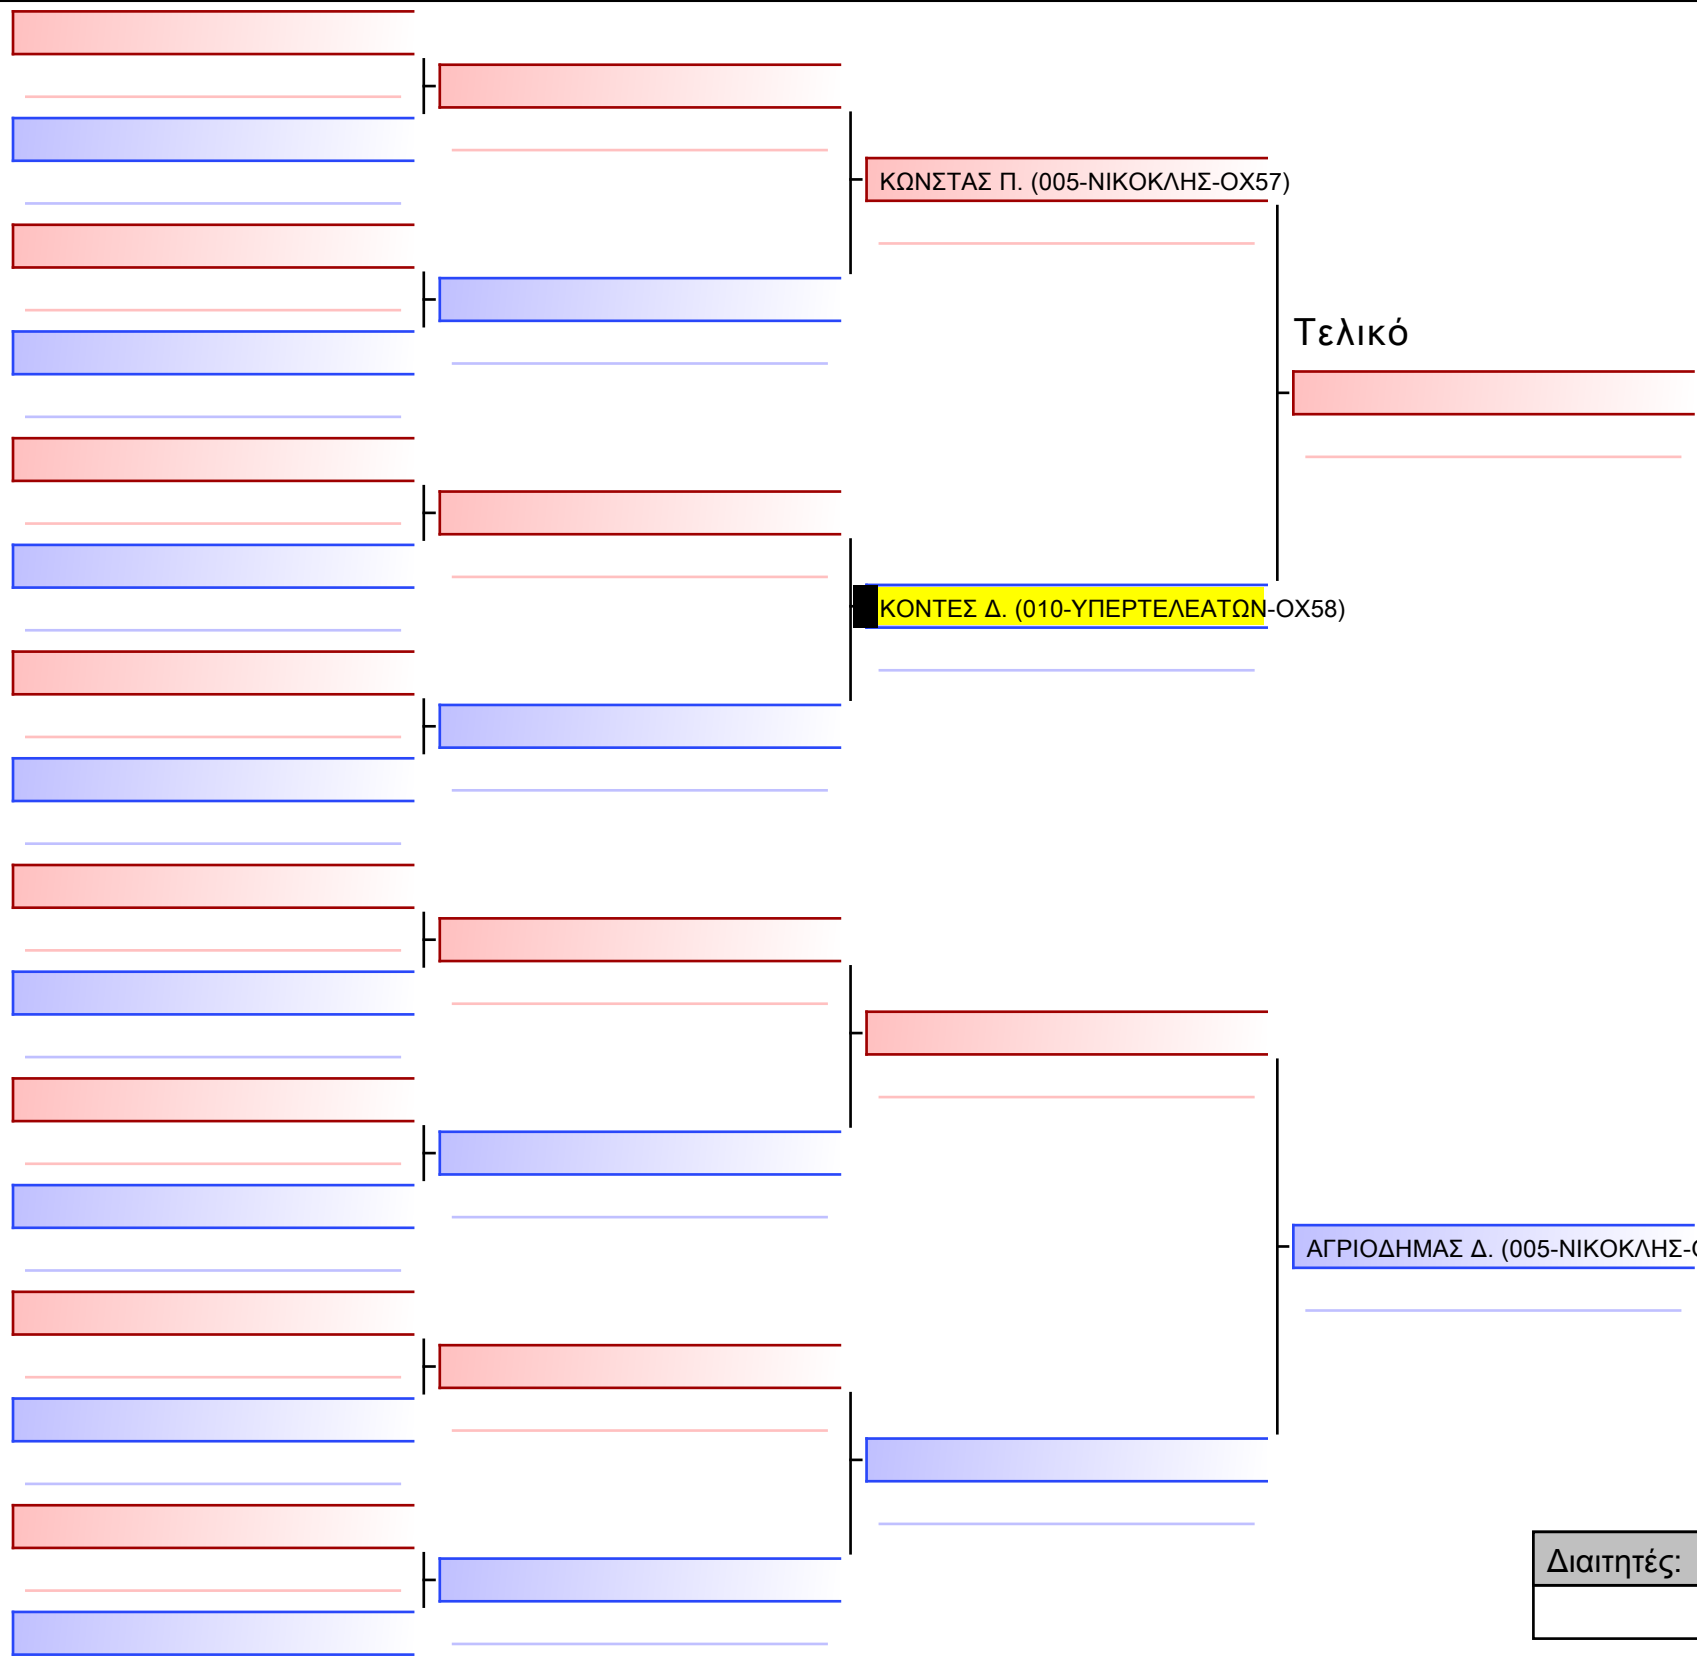 ΚΩΝΣΤΑΣ Π. (005-ΝΙΚΟΚΛΗΣ-ΟΧ57)
Τελικό
ΚΟΝΤΕΣ Δ. (010-ΥΠΕΡΤΕΛΕΑΤΩΝ-ΟΧ58)
ΑΓΡΙΟΔΗΜΑΣ Δ. (005-ΝΙΚΟΚΛΗΣ-
Διαιτητές: